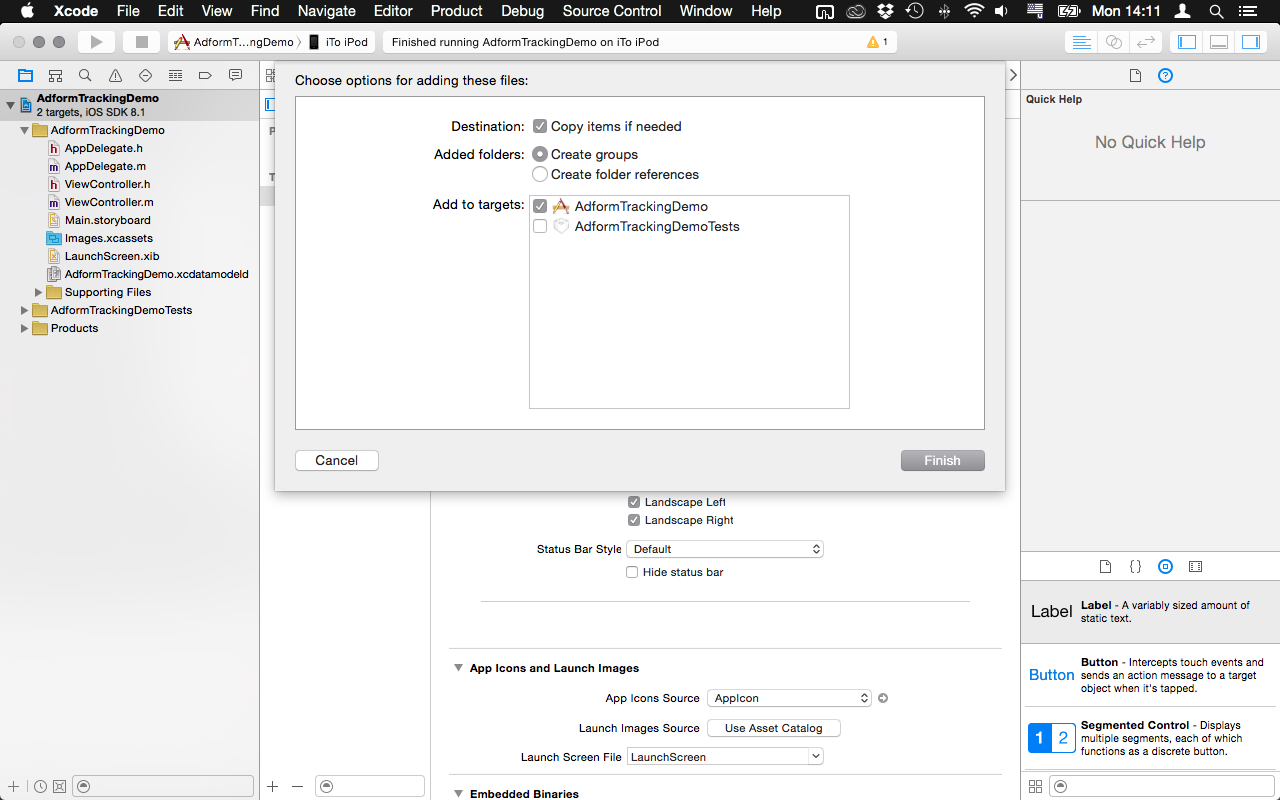 Xcode File Edit View Find Navigate Editor Product Debug Source Control Window Help Mon 14:11
AdformT...ngDemo iTo iPod
Finished running AdformTrackingDemo on iTo iPod
1
AdformTrackingDemo
2 targets, iOS SDK 8.1
AdformTrackingDemo
AppDelegate.h
AppDelegate.m
ViewController.h
ViewController.m
Main.storyboard
Images.xcassets
LaunchScreen.xib
AdformTrackingDemo.xcdatamodeld
Supporting Files
AdformTrackingDemoTests
Products
Choose options for adding these files:
Destination: Copy items if needed
Added folders: Create groups
Create folder references
Add to targets: AdformTrackingDemo
AdformTrackingDemoTests
Cancel
Finish
Landscape Left
Landscape Right
Status Bar Style Default
Hide status bar
App Icons and Launch Images
App Icons Source AppIcon
Launch Images Source Use Asset Catalog
Launch Screen File LaunchScreen
Embedded Binaries
Quick Help
No Quick Help
{ }
Label Label - A variably sized amount of
static text.
Button Button - Intercepts touch events and
sends an action message to a target
object when it's tapped.
1 2 Segmented Control - Displays
multiple segments, each of which
functions as a discrete button.